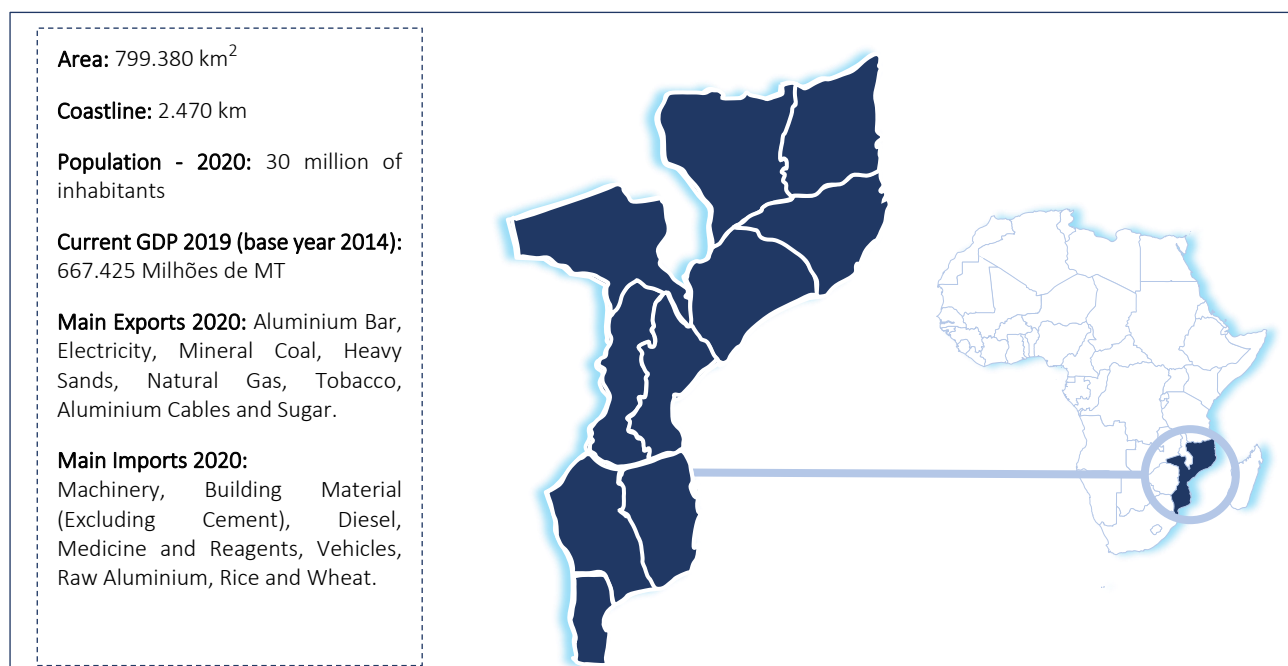 Area: 799.380 km2
Coastline: 2.470 km
Population - 2020: 30 million of
inhabitants
Current GDP 2019 (base year 2014):
667.425 Milhões de MT
Main Exports 2020: Aluminium Bar,
Electricity, Mineral Coal, Heavy
Sands, Natural Gas, Tobacco,
Aluminium Cables and Sugar.
Main Imports 2020:
Machinery, Building Material
(Excluding Cement), Diesel,
Medicine and Reagents, Vehicles,
Raw Aluminium, Rice and Wheat.